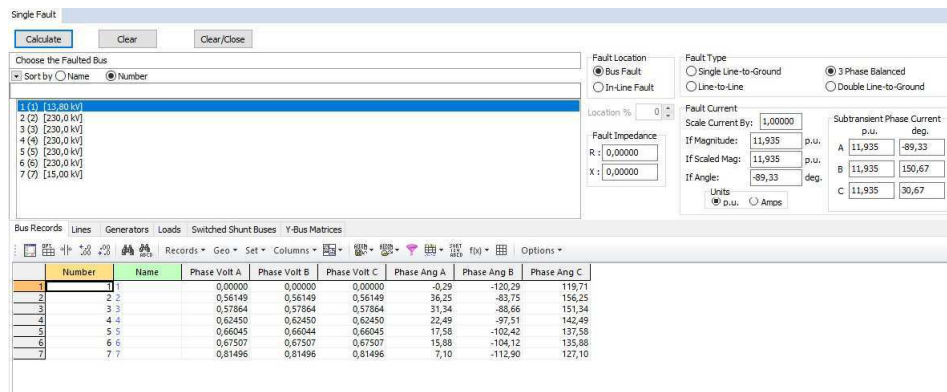 Single Fault
Calculate Clear Clear/Close
Choose the Faulted Bus
Sort by Name Number
1 (1) [13,80 kV]
2 (2) [230,0 kV]
3 (3) [230,0 kV]
4 (4) [230,0 kV]
5 (5) [230,0 kV]
6 (6) [230,0 kV]
7 (7) [15,00 kV]
Fault Location
Bus Fault
In-Line Fault
Location % 0
Fault Impedance
R : 0,00000
X : 0,00000
Fault Type
Single Line-to-Ground 3 Phase Balanced
Line-to-Line Double Line-to-Ground
Fault Current
Scale Current By: 1,00000
If Magnitude: 11,935 p.u.
If Scaled Mag: 11,935 p.u.
If Angle: -89,33 deg.
Units
p.u. Amps
Subtransient Phase Current
p.u. deg.
A 11,935 -89,33
B 11,935 150,67
C 11,935 30,67
Bus Records Lines Generators Loads Switched Shunt Buses Y-Bus Matrices
Records Geo Set Columns f(x) Options
Number Name Phase Volt A Phase Volt B Phase Volt C Phase Ang A Phase Ang B Phase Ang C
1 1 1 0,00000 0,00000 0,00000 -0,29 -120,29 119,71
2 2 2 0,56149 0,56149 0,56149 36,25 -83,75 156,25
3 3 3 0,57864 0,57864 0,57864 31,34 -88,66 151,34
4 4 4 0,62450 0,62450 0,62450 22,49 -97,51 142,49
5 5 5 0,66045 0,66044 0,66045 17,58 -102,42 137,58
6 6 6 0,67507 0,67507 0,67507 15,88 -104,12 135,88
7 7 7 0,81496 0,81496 0,81496 7,10 -112,90 127,10